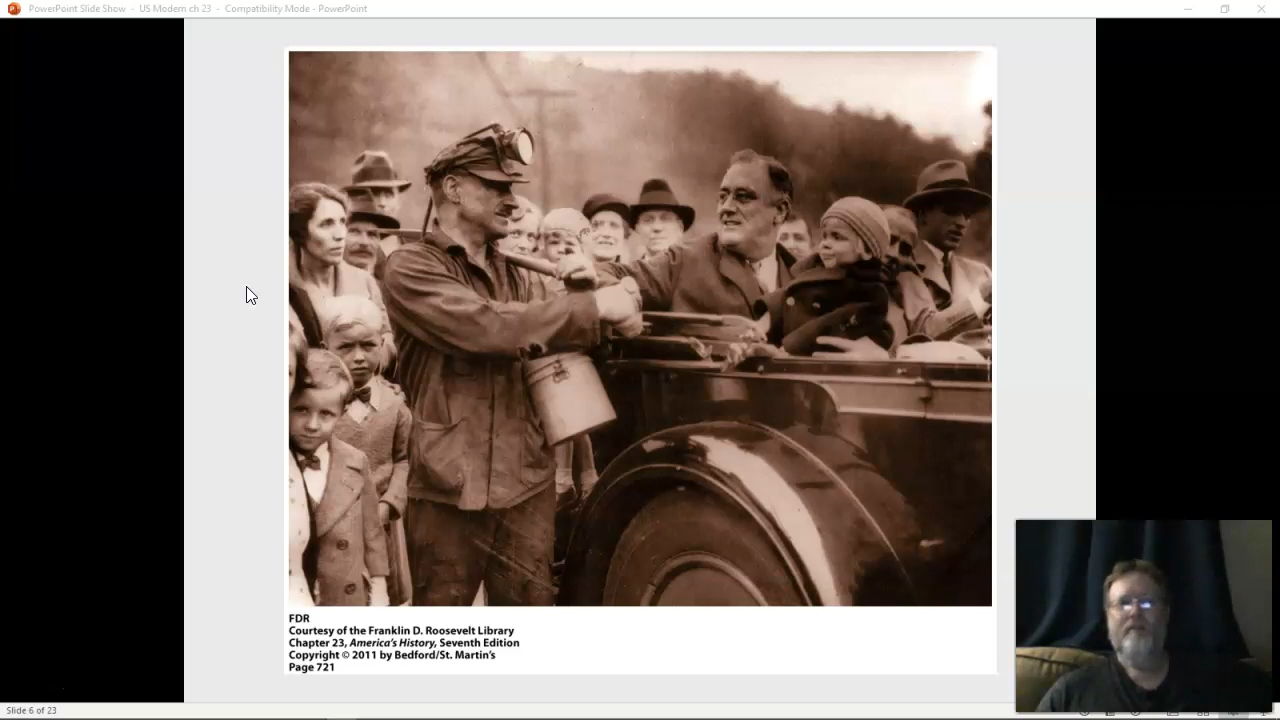 PowerPoint Slide Show - US Modern ch 23 - Compatibility Mode - PowerPoint
FDR
Courtesy of the Franklin D. Roosevelt Library
Chapter 23, America's History, Seventh Edition
Copyright © 2011 by Bedford/St. Martin's
Page 721
Slide 6 of 23